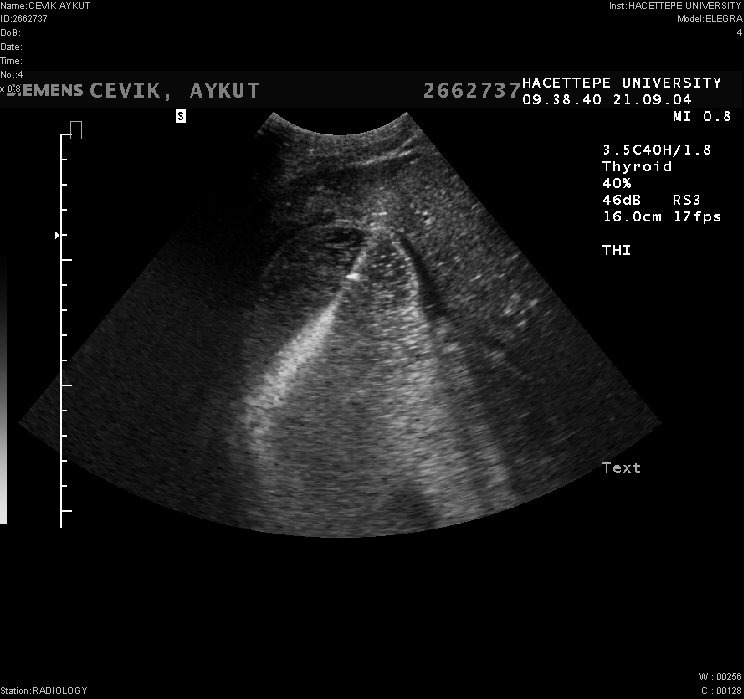 Name:CEVIK AYKUT
ID:2662737
DoB:
Date:
Time:
No.:4
x 0.8
Inst:HACETTEPE UNIVERSITY
Model:ELEGRA
4
SIEMENS CEVIK, AYKUT 2662737 HACETTEPE UNIVERSITY
09.38.40 21.09.04
MI 0.8
S
3.5C40H/1.8
Thyroid
40%
46dB RS3
16.0cm 17fps
THI
Text
Station:RADIOLOGY
W : 00256
C : 00128